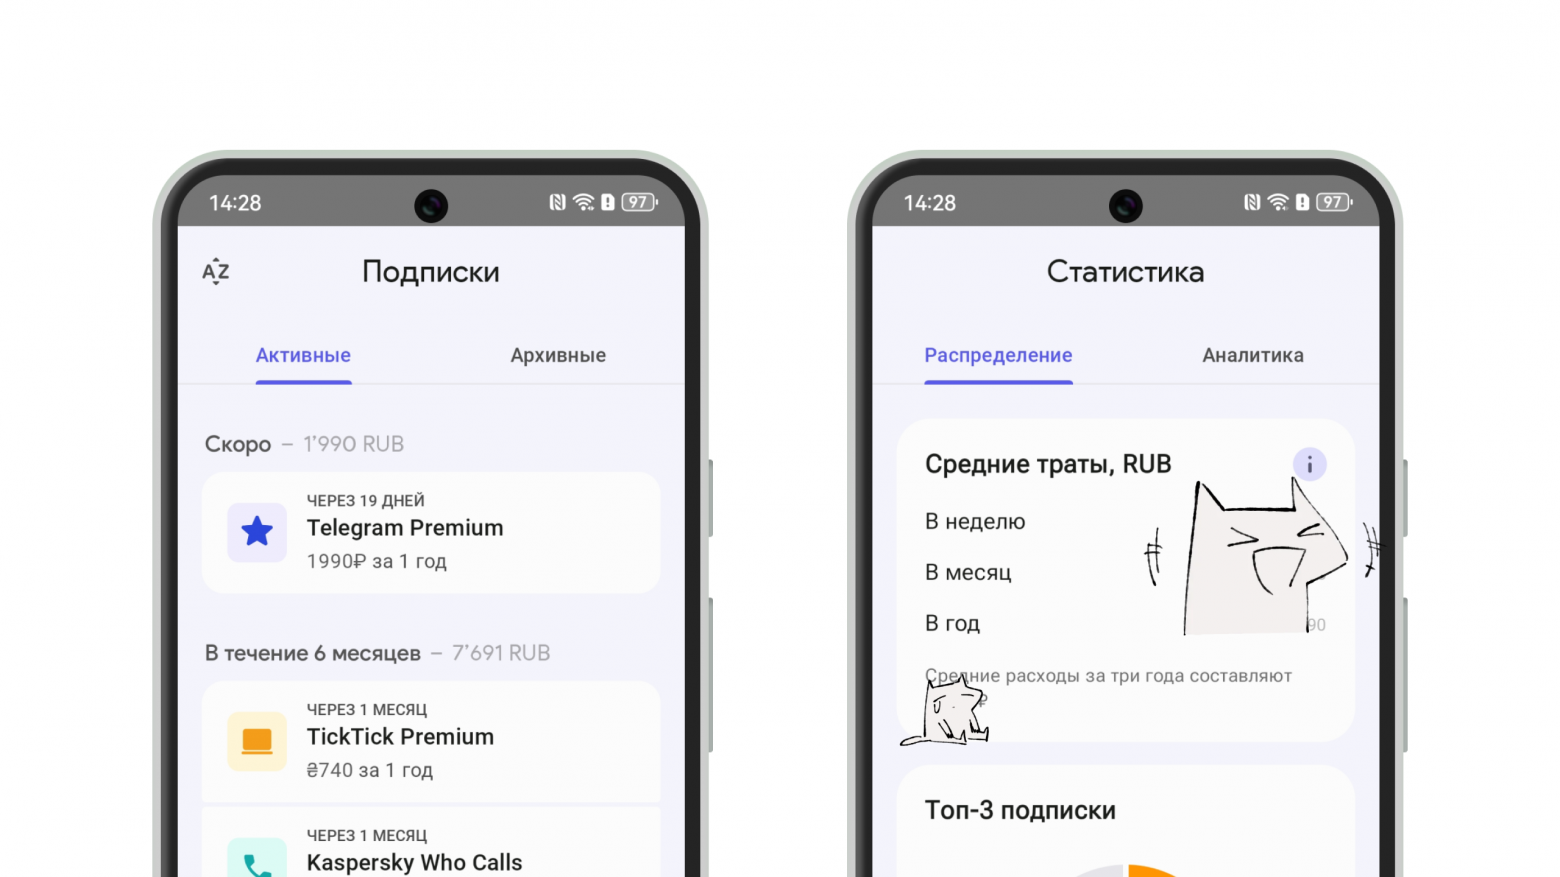 14:28
97
Подписки
AZ
Активные
Архивные
Скоро – 1’990 RUB
ЧЕРЕЗ 19 ДНЕЙ
Telegram Premium
1990₽ за 1 год
В течение 6 месяцев – 7’691 RUB
ЧЕРЕЗ 1 МЕСЯЦ
TickTick Premium
₴740 за 1 год
ЧЕРЕЗ 1 МЕСЯЦ
Kaspersky Who Calls
14:28
97
Статистика
Распределение
Аналитика
Средние траты, RUB
i
В неделю
В месяц
В год
90
Средние расходы за три года составляют
₽
Топ-3 подписки